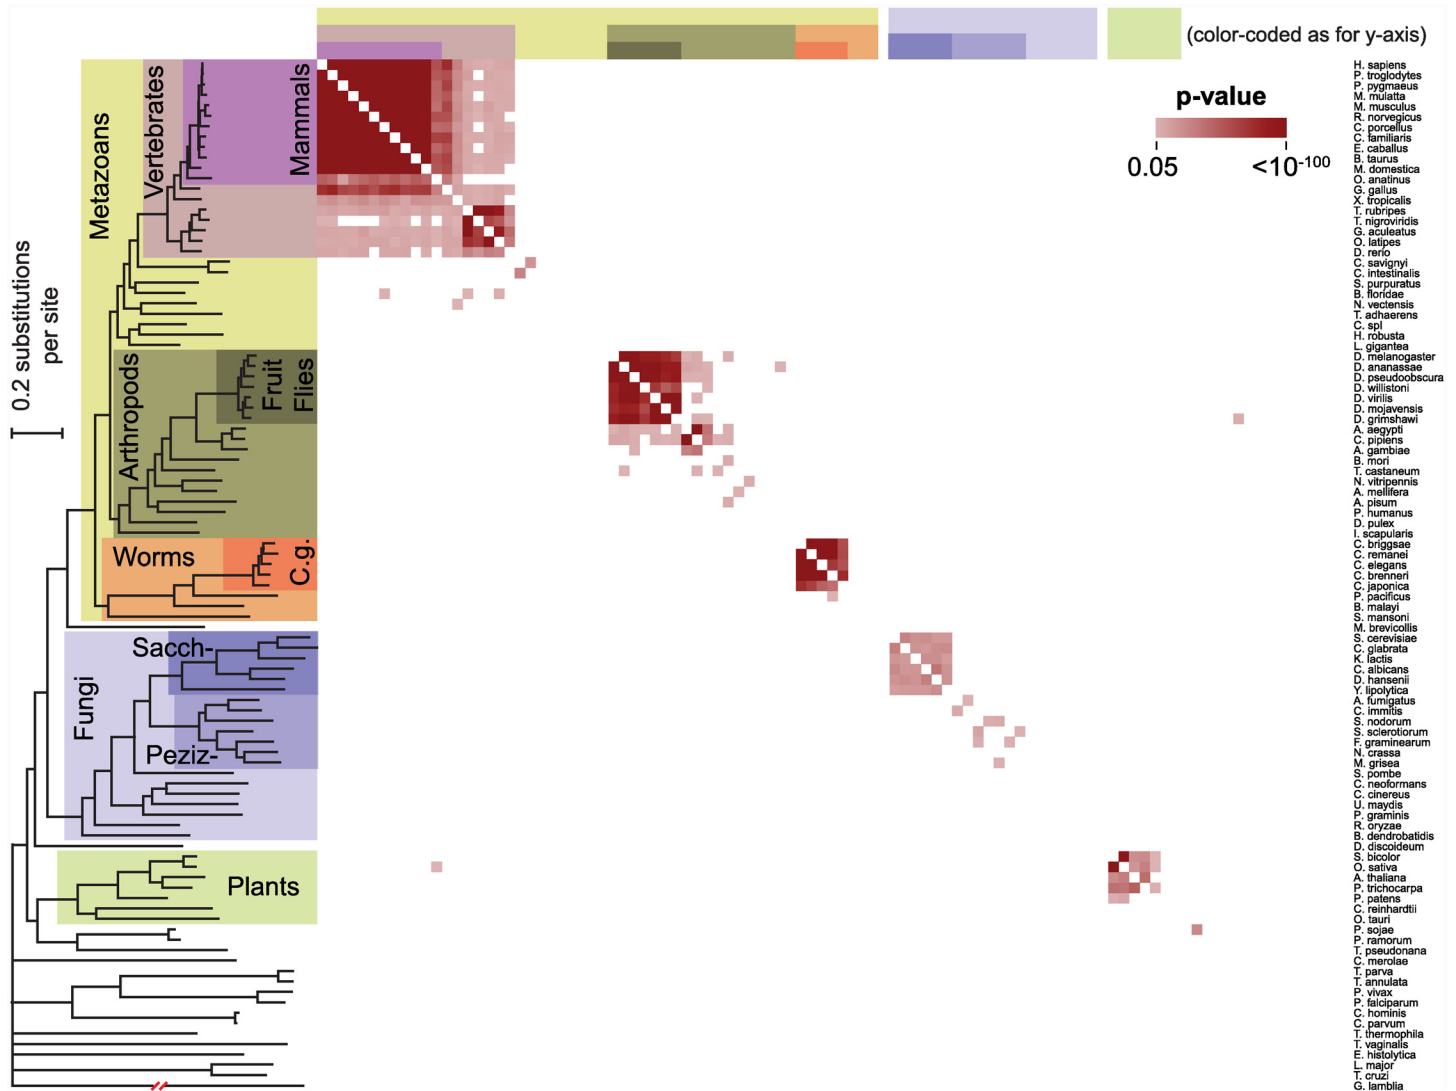 (color-coded as for y-axis)
p-value
0.05
<10-100
0.2 substitutions
per site
Metazoans
Vertebrates
Mammals
Arthropods
Fruit
Flies
Worms
C.g.
Fungi
Sacch-
Peziz-
Plants
H. sapiens
P. troglodytes
P. pygmaeus
M. mulatta
M. musculus
R. norvegicus
C. porcellus
C. familiaris
E. caballus
B. taurus
M. domestica
O. anatinus
G. gallus
X. tropicalis
T. rubripes
T. nigroviridis
G. aculeatus
O. latipes
D. rerio
C. savignyi
C. intestinalis
S. purpuratus
B. floridae
N. vectensis
T. adhaerens
C. spI
H. robusta
L. gigantea
D. melanogaster
D. ananassae
D. pseudoobscura
D. willistoni
D. virilis
D. mojavensis
D. grimshawi
A. aegypti
C. pipiens
A. gambiae
B. mori
T. castaneum
N. vitripennis
A. mellifera
A. pisum
P. humanus
D. pulex
I. scapularis
C. briggsae
C. remanei
C. elegans
C. brenneri
C. japonica
P. pacificus
B. malayi
S. mansoni
M. brevicollis
S. cerevisiae
C. glabrata
K. lactis
C. albicans
D. hansenii
Y. lipolytica
A. fumigatus
C. immitis
S. nodorum
S. sclerotiorum
F. graminearum
N. crassa
M. grisea
S. pombe
C. neoformans
C. cinereus
U. maydis
P. graminis
R. oryzae
B. dendrobatidis
D. discoideum
S. bicolor
O. sativa
A. thaliana
P. trichocarpa
P. patens
C. reinhardtii
O. tauri
P. sojae
P. ramorum
T. pseudonana
C. merolae
T. parva
T. annulata
P. vivax
P. falciparum
C. hominis
C. parvum
T. thermophila
T. vaginalis
E. histolytica
L. major
T. cruzi
G. lamblia